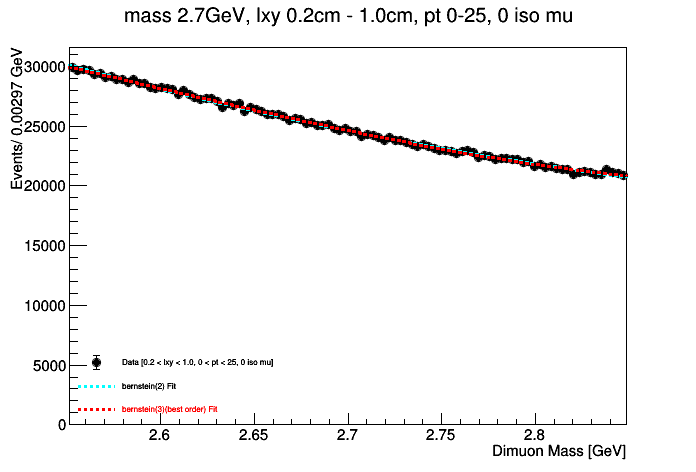 mass 2.7GeV, lxy 0.2cm - 1.0cm, pt 0-25, 0 iso mu
Events/ 0.00297 GeV
30000
25000
20000
15000
10000
5000
0
Data [0.2 < lxy < 1.0, 0 < pt < 25, 0 iso mu]
bernstein(2) Fit
bernstein(3)(best order) Fit
2.6
2.65
2.7
2.75
2.8
Dimuon Mass [GeV]